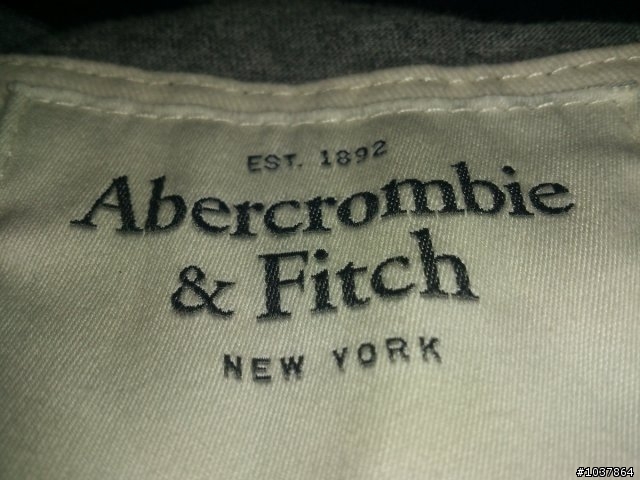 EST. 1892
Abercrombie
& Fitch
NEW YORK
#1037864